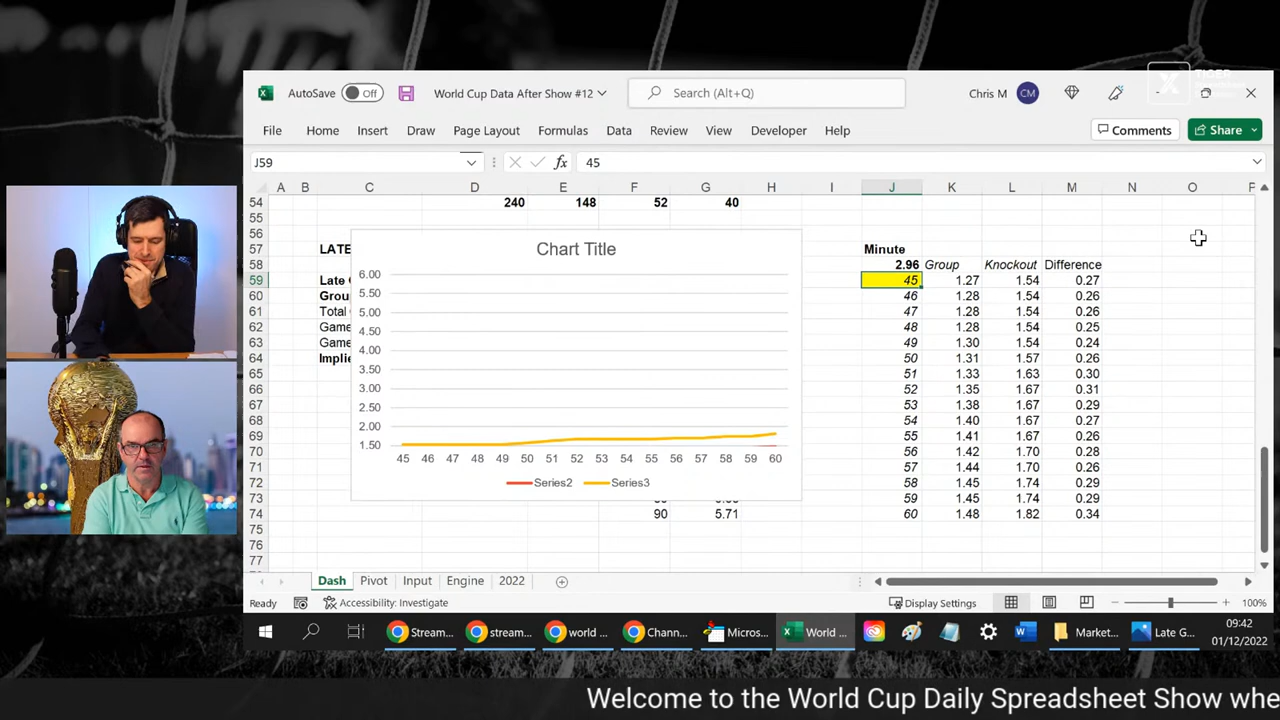 TIGER
AutoSave Off World Cup Data After Show #12 Search (Alt+Q) Chris M CM
File Home Insert Draw Page Layout Formulas Data Review View Developer Help Comments Share
J59 fx 45
A B C D E F G H I J K L M N O
54 240 148 52 40
55
56
57 LATE Minute
58 2.96 Group Knockout Difference
59 Late 45 1.27 1.54 0.27
60 Grou 46 1.28 1.54 0.26
61 Total 47 1.28 1.54 0.26
62 Game 48 1.28 1.54 0.25
63 Game 49 1.30 1.54 0.24
64 Implie 50 1.31 1.57 0.26
65 51 1.33 1.63 0.30
66 52 1.35 1.67 0.31
67 53 1.38 1.67 0.29
68 54 1.40 1.67 0.27
69 55 1.41 1.67 0.26
70 56 1.42 1.70 0.28
71 57 1.44 1.70 0.26
72 58 1.45 1.74 0.29
73 59 1.45 1.74 0.29
74 90 5.71 60 1.48 1.82 0.34
75
76
77
Chart Title
6.00
5.50
5.00
4.50
4.00
3.50
3.00
2.50
2.00
1.50
45 46 47 48 49 50 51 52 53 54 55 56 57 58 59 60
Series2 Series3
Dash Pivot Input Engine 2022
Ready Accessibility: Investigate Display Settings 100%
Stream... stream... world ... Chann... Micros... World ... Market... Late G... 09:42
01/12/2022
Welcome to the World Cup Daily Spreadsheet Show whe